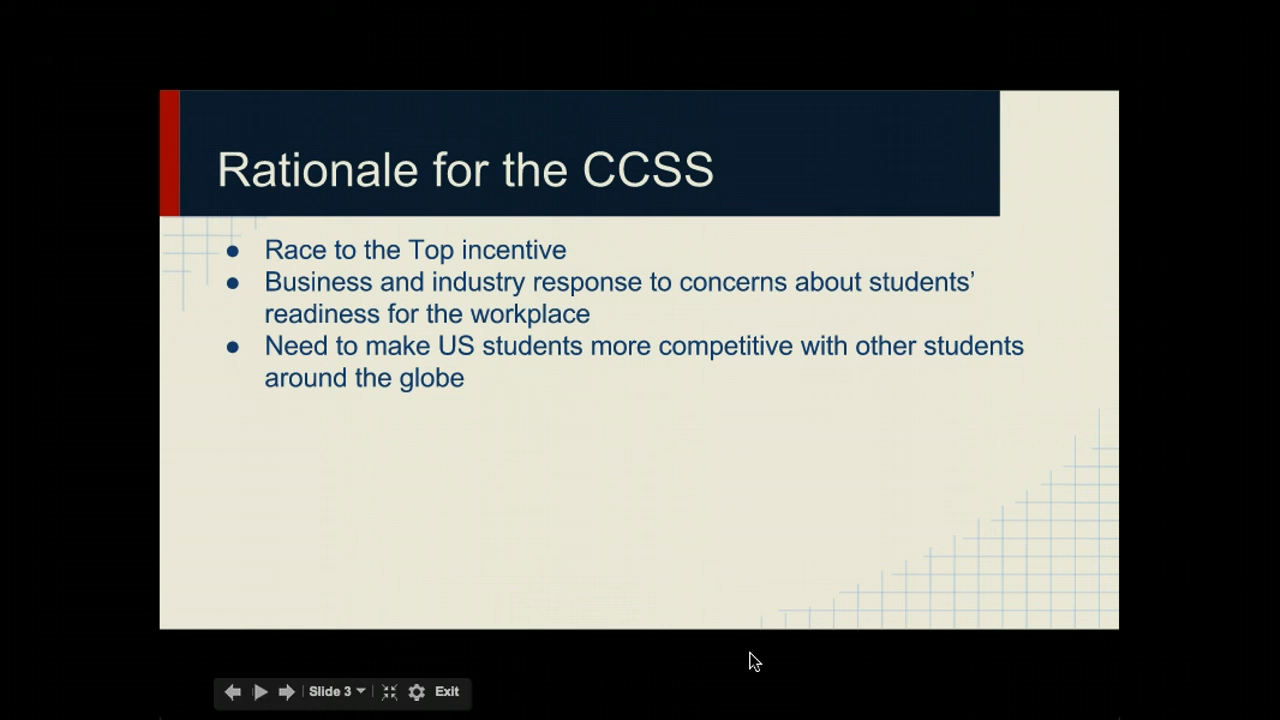 Rationale for the CCSS
● Race to the Top incentive
● Business and industry response to concerns about students’
readiness for the workplace
● Need to make US students more competitive with other students
around the globe
Slide 3
Exit